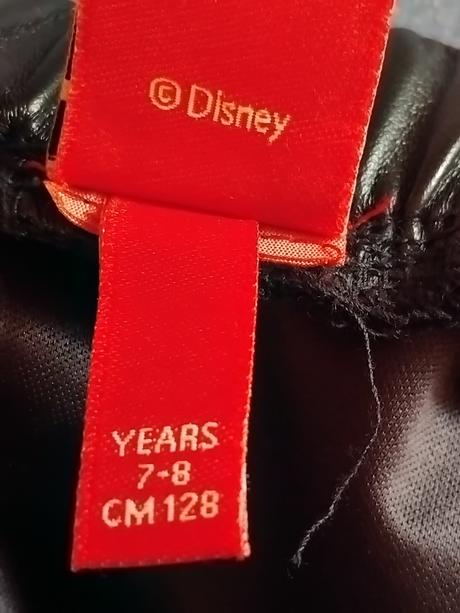 © Disney
YEARS
7-8
CM 128